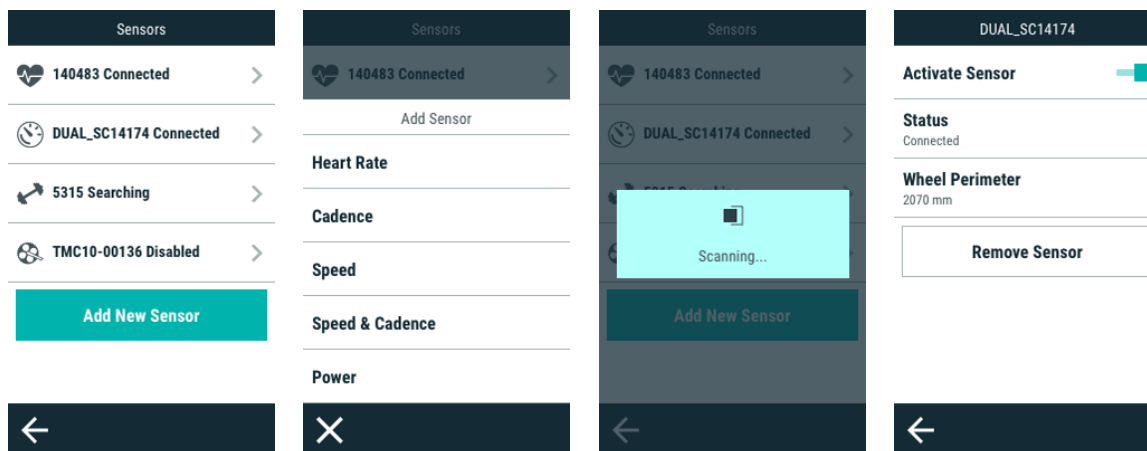 Sensors
140483 Connected
DUAL_SC14174 Connected
5315 Searching
TMC10-00136 Disabled
Add New Sensor
Sensors
140483 Connected
Add Sensor
Heart Rate
Cadence
Speed
Speed & Cadence
Power
Sensors
140483 Connected
DUAL_SC14174 Connected
Scanning...
Add New Sensor
DUAL_SC14174
Activate Sensor
Status
Connected
Wheel Perimeter
2070 mm
Remove Sensor